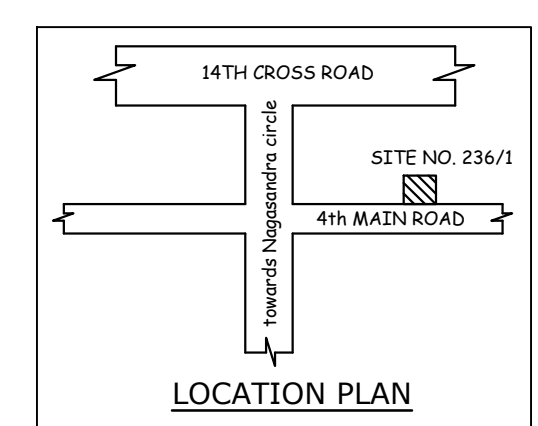 14TH CROSS ROAD
towards Nagasandra circle
SITE NO. 236/1
4th MAIN ROAD
LOCATION PLAN